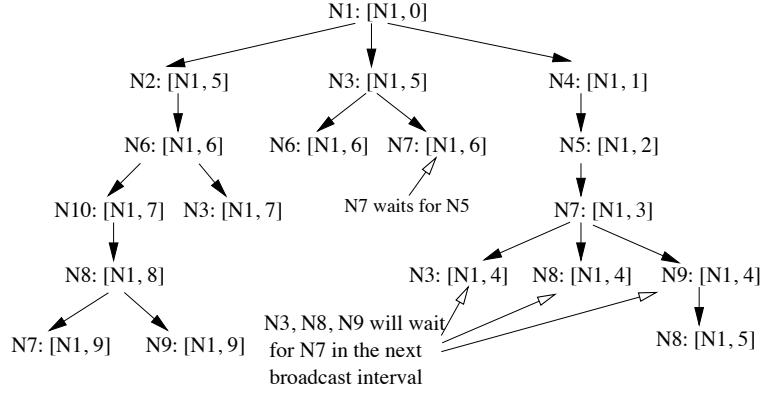 N1: [N1, 0]
N2: [N1, 5]
N3: [N1, 5]
N4: [N1, 1]
N6: [N1, 6]
N6: [N1, 6]
N7: [N1, 6]
N5: [N1, 2]
N7 waits for N5
N10: [N1, 7]
N3: [N1, 7]
N7: [N1, 3]
N8: [N1, 8]
N3: [N1, 4]
N8: [N1, 4]
N9: [N1, 4]
N7: [N1, 9]
N9: [N1, 9]
N3, N8, N9 will wait
for N7 in the next
broadcast interval
N8: [N1, 5]